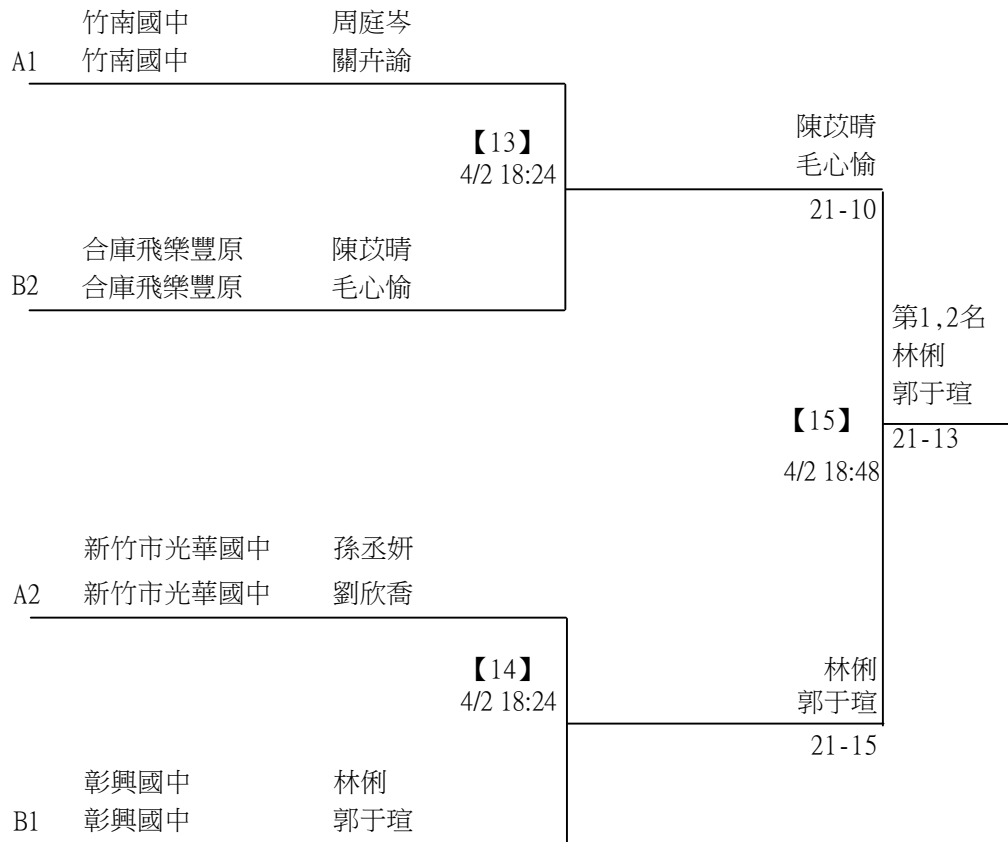 竹南國中 周庭岑
A1 竹南國中 關卉諭
【13】
4/2 18:24
陳苡晴
毛心愉
21-10
合庫飛樂豐原 陳苡晴
B2 合庫飛樂豐原 毛心愉
第1,2名
林俐
郭于瑄
21-13
【15】
4/2 18:48
新竹市光華國中 孫丞妍
A2 新竹市光華國中 劉欣喬
【14】
4/2 18:24
林俐
郭于瑄
21-15
彰興國中 林俐
B1 彰興國中 郭于瑄